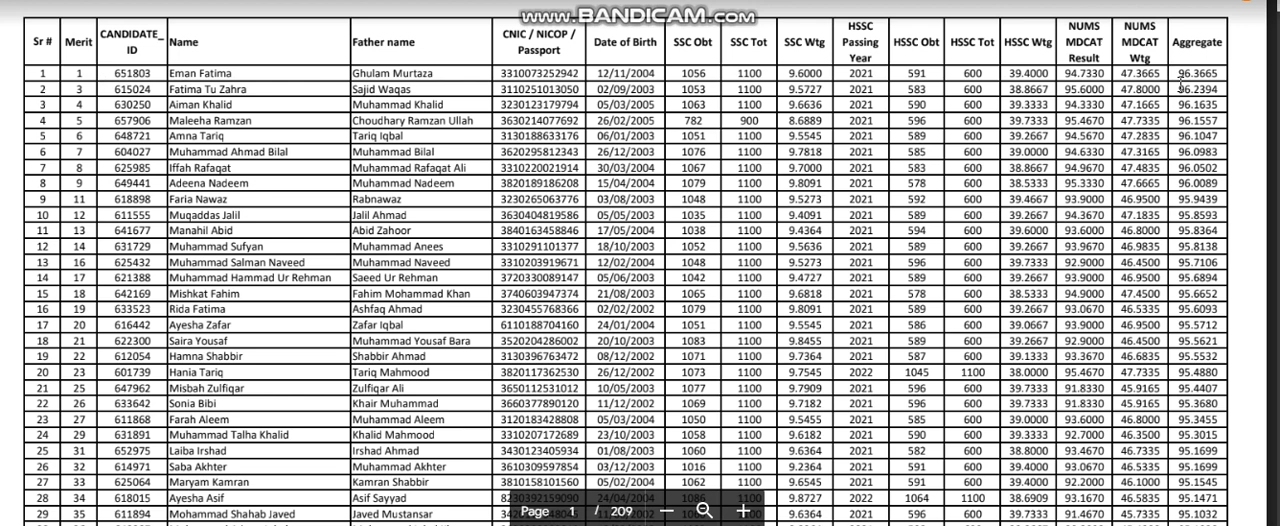 www.BANDICAM.com
Sr # Merit CANDIDATE_ID Name Father name CNIC / NICOP / Passport Date of Birth SSC Obt SSC Tot SSC Wtg HSSC Passing Year HSSC Obt HSSC Tot HSSC Wtg NUMS MDCAT Result NUMS MDCAT Wtg Aggregate
1 1 651803 Eman Fatima Ghulam Murtaza 3310073252942 12/11/2004 1056 1100 9.6000 2021 591 600 39.4000 94.7330 47.3665 96.3665
2 3 615024 Fatima Tu Zahra Sajid Waqas 3110251013050 02/09/2003 1053 1100 9.5727 2021 583 600 38.8667 95.6000 47.8000 96.2394
3 4 630250 Aiman Khalid Muhammad Khalid 3230123179794 05/03/2005 1063 1100 9.6636 2021 590 600 39.3333 94.3330 47.1665 96.1635
4 5 657906 Maleeha Ramzan Choudhary Ramzan Ullah 3630214077692 26/02/2005 782 900 8.6889 2021 596 600 39.7333 95.4670 47.7335 96.1557
5 6 648721 Amna Tariq Tariq Iqbal 3130188633176 06/01/2003 1051 1100 9.5545 2021 589 600 39.2667 94.5670 47.2835 96.1047
6 7 604027 Muhammad Ahmad Bilal Muhammad Bilal 3620295812343 26/12/2003 1076 1100 9.7818 2021 585 600 39.0000 94.6330 47.3165 96.0983
7 8 625985 Iffah Rafaqat Muhammad Rafaqat Ali 3310220021914 30/03/2004 1067 1100 9.7000 2021 583 600 38.8667 94.9670 47.4835 96.0502
8 9 649441 Adeena Nadeem Muhammad Nadeem 3820189186208 15/04/2004 1079 1100 9.8091 2021 578 600 38.5333 95.3330 47.6665 96.0089
9 11 618898 Faria Nawaz Rabnawaz 3230265063776 03/08/2003 1048 1100 9.5273 2021 592 600 39.4667 93.9000 46.9500 95.9439
10 12 611555 Muqaddas Jalil Jalil Ahmad 3630404819586 05/05/2003 1035 1100 9.4091 2021 589 600 39.2667 94.3670 47.1835 95.8593
11 13 641677 Manahil Abid Abid Zahoor 3840163458846 17/05/2004 1038 1100 9.4364 2021 594 600 39.6000 93.6000 46.8000 95.8364
12 14 631729 Muhammad Sufyan Muhammad Anees 3310291101377 18/10/2003 1052 1100 9.5636 2021 589 600 39.2667 93.9670 46.9835 95.8138
13 16 625432 Muhammad Salman Naveed Muhammad Naveed 3310203919671 12/02/2004 1048 1100 9.5273 2021 596 600 39.7333 92.9000 46.4500 95.7106
14 17 621388 Muhammad Hammad Ur Rehman Saeed Ur Rehman 3720330089147 05/06/2003 1042 1100 9.4727 2021 589 600 39.2667 93.9000 46.9500 95.6894
15 18 642169 Mishkat Fahim Fahim Mohammad Khan 3740603947374 21/08/2003 1065 1100 9.6818 2021 578 600 38.5333 94.9000 47.4500 95.6652
16 19 633523 Rida Fatima Ashfaq Ahmad 3230455768366 02/02/2002 1079 1100 9.8091 2021 589 600 39.2667 93.0670 46.5335 95.6093
17 20 616442 Ayesha Zafar Zafar Iqbal 6110188704160 24/01/2004 1051 1100 9.5545 2021 586 600 39.0667 93.9000 46.9500 95.5712
18 21 622300 Saira Yousaf Muhammad Yousaf Bara 3520204286002 20/10/2003 1083 1100 9.8455 2021 589 600 39.2667 92.9000 46.4500 95.5621
19 22 612054 Hamna Shabbir Shabbir Ahmad 3130396763472 08/12/2002 1071 1100 9.7364 2021 587 600 39.1333 93.3670 46.6835 95.5532
20 23 601739 Hania Tariq Tariq Mahmood 3820117362530 26/12/2002 1073 1100 9.7545 2022 1045 1100 38.0000 95.4670 47.7335 95.4880
21 25 647962 Misbah Zulfiqar Zulfiqar Ali 3650112531012 10/05/2003 1077 1100 9.7909 2021 596 600 39.7333 91.8330 45.9165 95.4407
22 26 633642 Sonia Bibi Khair Muhammad 3660377890120 11/12/2002 1069 1100 9.7182 2021 596 600 39.7333 91.8330 45.9165 95.3680
23 27 611868 Farah Aleem Muhammad Aleem 3120183428808 05/03/2004 1050 1100 9.5455 2021 585 600 39.0000 93.6000 46.8000 95.3455
24 29 631891 Muhammad Talha Khalid Khalid Mahmood 3310207172689 23/10/2003 1058 1100 9.6182 2021 590 600 39.3333 92.7000 46.3500 95.3015
25 31 652975 Laiba Irshad Irshad Ahmad 3430123405934 01/08/2003 1060 1100 9.6364 2021 582 600 38.8000 93.4670 46.7335 95.1699
26 32 614971 Saba Akhter Muhammad Akhter 3610309597854 03/12/2003 1016 1100 9.2364 2021 591 600 39.4000 93.0670 46.5335 95.1699
27 33 625064 Maryam Kamran Kamran Shabbir 3810158101560 05/02/2003 1062 1100 9.6545 2021 591 600 39.4000 92.2000 46.1000 95.1545
28 34 618015 Ayesha Asif Asif Sayyad 8230392159090 24/04/2004 1086 1100 9.8727 2022 1064 1100 38.6909 93.1670 46.5835 95.1471
29 35 611894 Mohammad Shahab Javed Javed Mustansar 9.6364 2021 596 600 39.7333 91.4670 45.7335 95.1032
Page 1 / 209